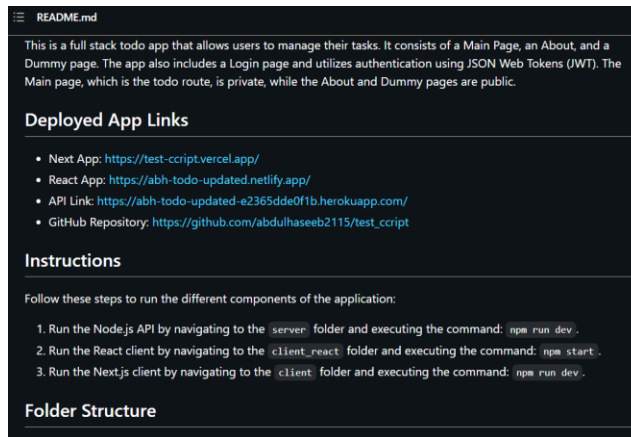 README.md
This is a full stack todo app that allows users to manage their tasks. It consists of a Main Page, an About, and a
Dummy page. The app also includes a Login page and utilizes authentication using JSON Web Tokens (JWT). The
Main page, which is the todo route, is private, while the About and Dummy pages are public.
Deployed App Links
• Next App: https://test-ccript.vercel.app/
• React App: https://abh-todo-updated.netlify.app/
• API Link: https://abh-todo-updated-e2365dde0f1b.herokuapp.com/
• GitHub Repository: https://github.com/abdulhaseeb2115/test_ccript
Instructions
Follow these steps to run the different components of the application:
1. Run the Node.js API by navigating to the server folder and executing the command: npm run dev .
2. Run the React client by navigating to the client_react folder and executing the command: npm start .
3. Run the Next.js client by navigating to the client folder and executing the command: npm run dev .
Folder Structure